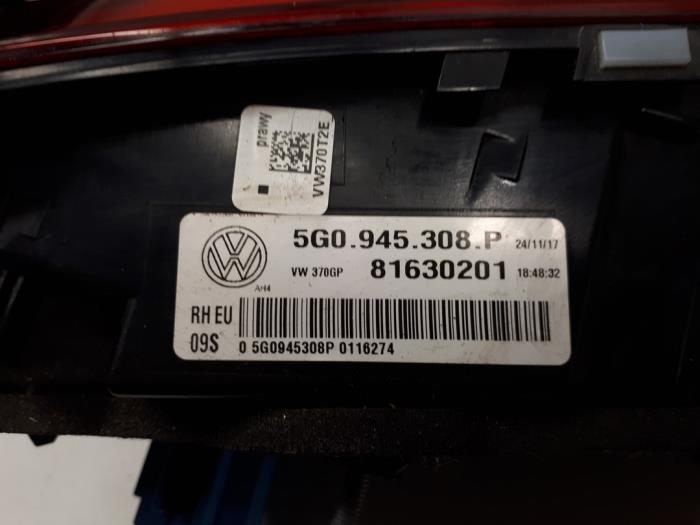 prawy
VW370T2E
5G0.945.308.P 24/11/17
VW 370GP 81630201 18:48:32
AH4
RH EU
09S 0 5G0945308P 0116274